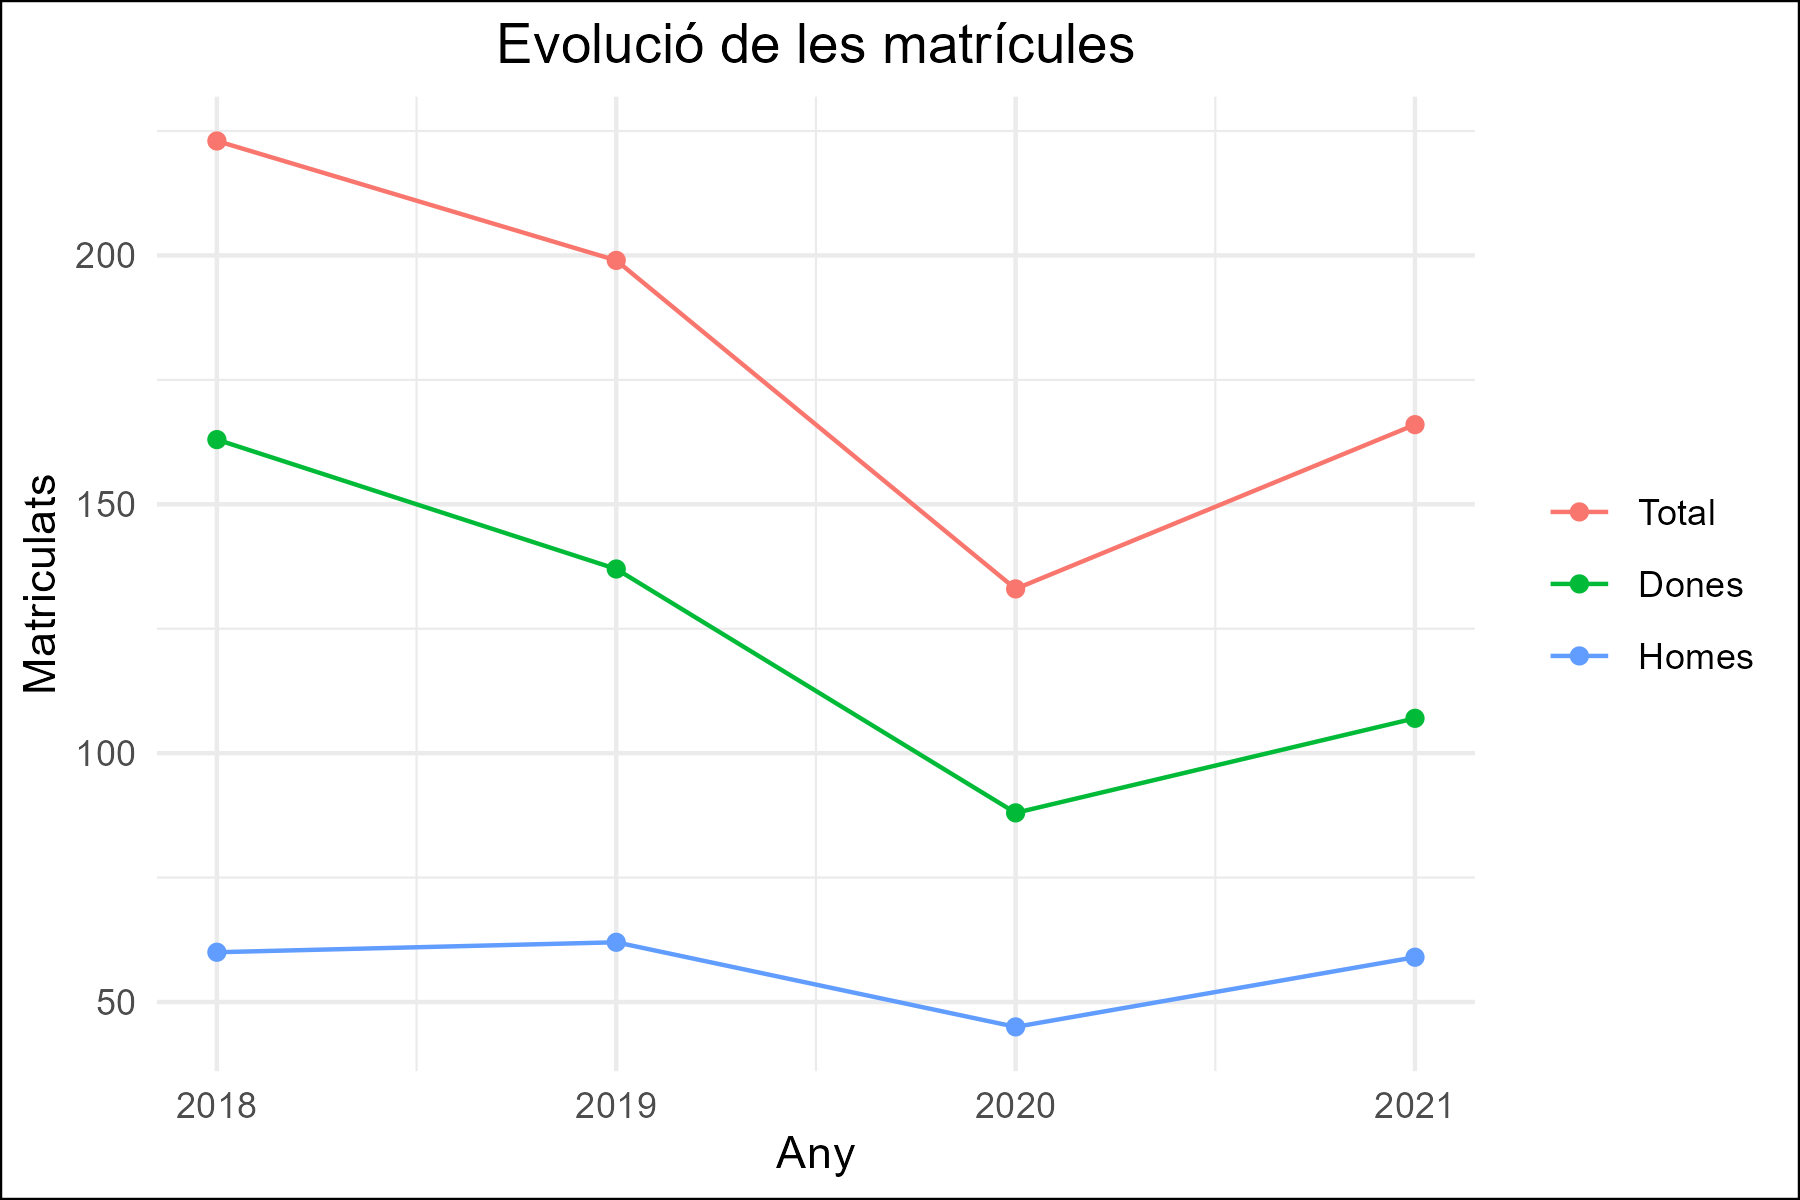 Evolució de les matrícules
Matriculats
200
150
100
50
2018 2019 2020 2021
Any
Total
Dones
Homes